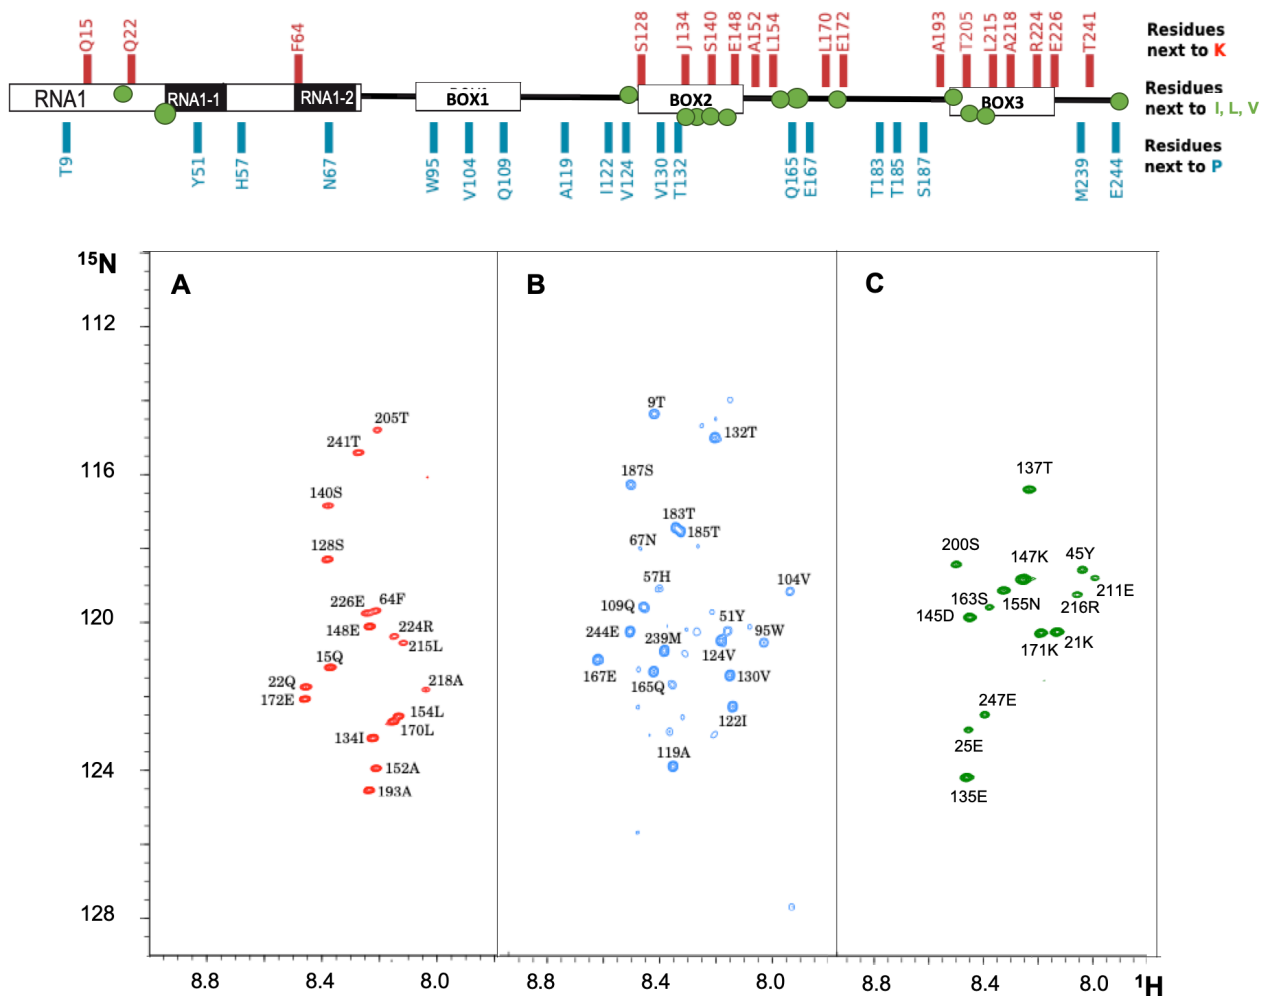 Q15
Q22
F64
S128
J134
S140
E148
A152
L154
L170
E172
A193
T205
L215
A218
R224
E226
T241
Residues
next to K
RNA1
RNA1-1
RNA1-2
BOX1
BOX2
BOX3
Residues
next to I, L, V
T9
Y51
H57
N67
W95
V104
Q109
A119
I122
V124
V130
T132
Q165
E167
T183
T185
S187
M239
E244
Residues
next to P
15N
112
116
120
124
128
A
205T
241T
140S
128S
226E
64F
148E
224R
215L
15Q
22Q
218A
172E
154L
170L
134I
152A
193A
B
9T
132T
187S
183T
185T
67N
57H
104V
109Q
51Y
244E
239M
95W
124V
167E
165Q
130V
122I
119A
C
137T
200S
147K
45Y
211E
163S
155N
216R
145D
171K
21K
247E
25E
135E
8.8
8.4
8.0
8.8
8.4
8.0
8.8
8.4
8.0
1H